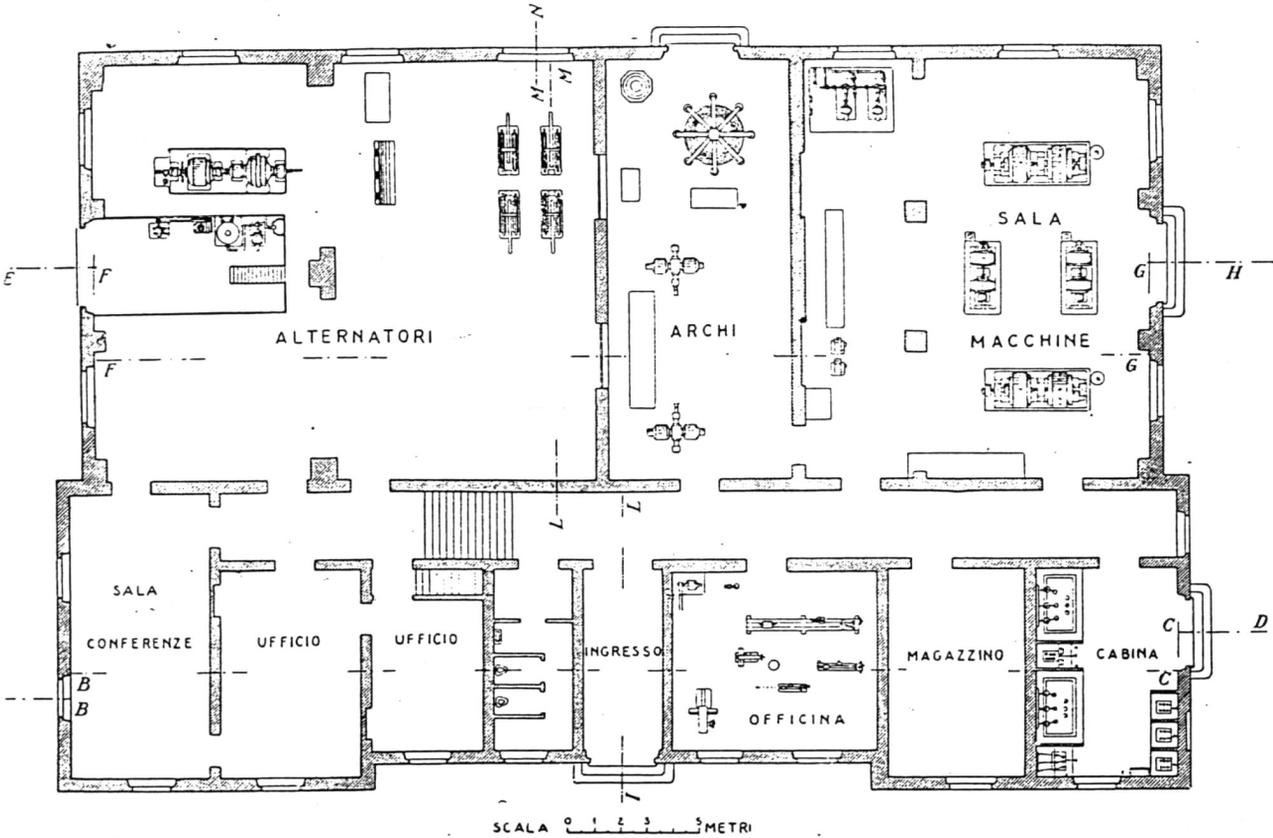 N
M
M
SALA
E
F
G
H
ALTERNATORI
ARCHI
MACCHINE
F
G
L
L
SALA
CONFERENZE
UFFICIO
UFFICIO
INGRESSO
OFFICINA
MAGAZZINO
CABINA
C
D
C
B
B
I
SCALA 0 1 2 3 5 METRI